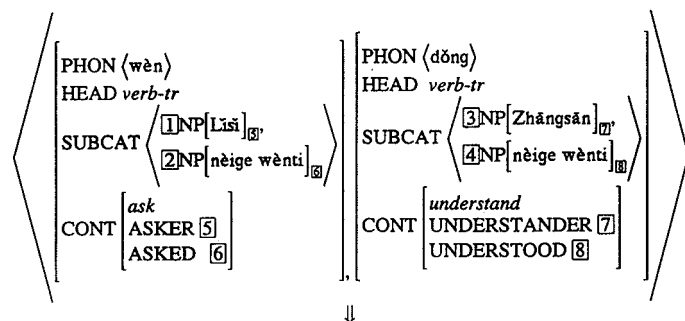 PHON ⟨wèn⟩
HEAD verb-tr
SUBCAT ⟨ [1]NP[Lǐsì][5],
[2]NP[nèige wènti][6] ⟩
CONT [ask
ASKER [5]
ASKED [6]]
,
PHON ⟨dǒng⟩
HEAD verb-tr
SUBCAT ⟨ [3]NP[Zhāngsān][7],
[4]NP[nèige wènti][8] ⟩
CONT [understand
UNDERSTANDER [7]
UNDERSTOOD [8]]
⇓